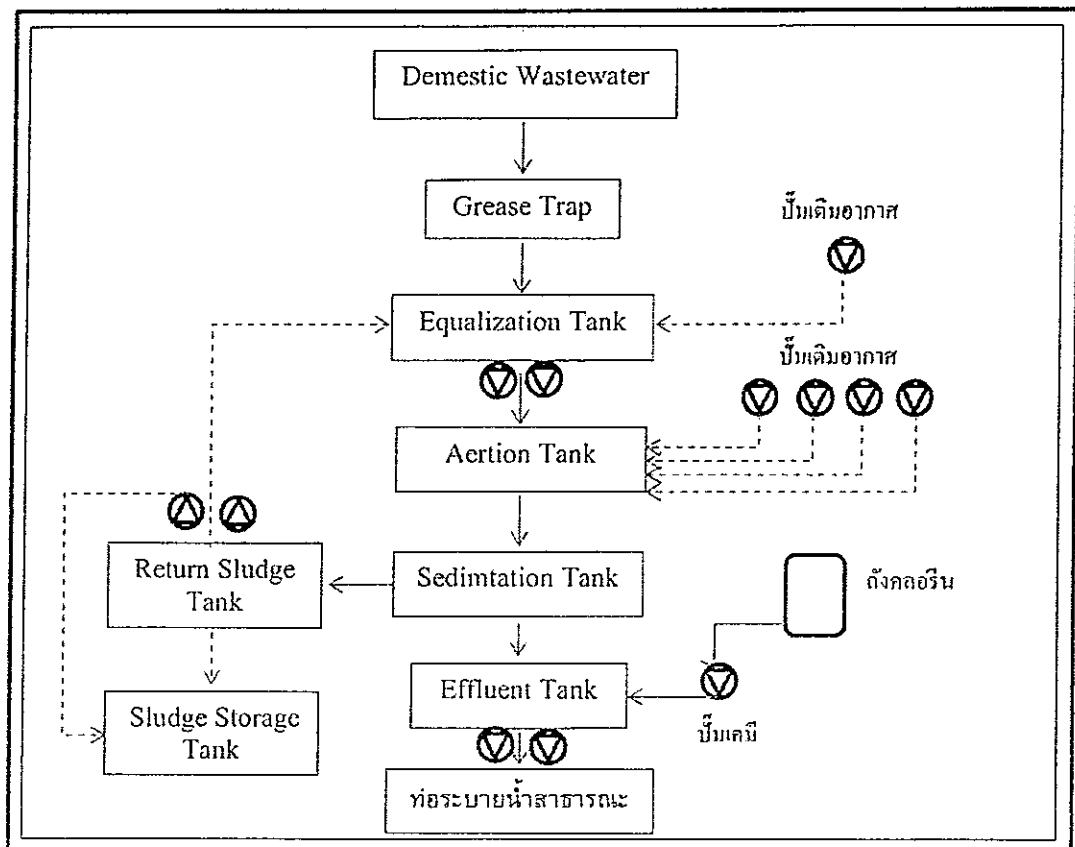 Demestic Wastewater
Grease Trap
ปั๊มเติมอากาศ
Equalization Tank
ปั๊มเติมอากาศ
Aertion Tank
Return Sludge
Tank
Sedimtation Tank
ถังคลอรีน
Effluent Tank
Sludge Storage
Tank
ปั๊มเคมี
ท่อระบายน้ำสาธารณะ